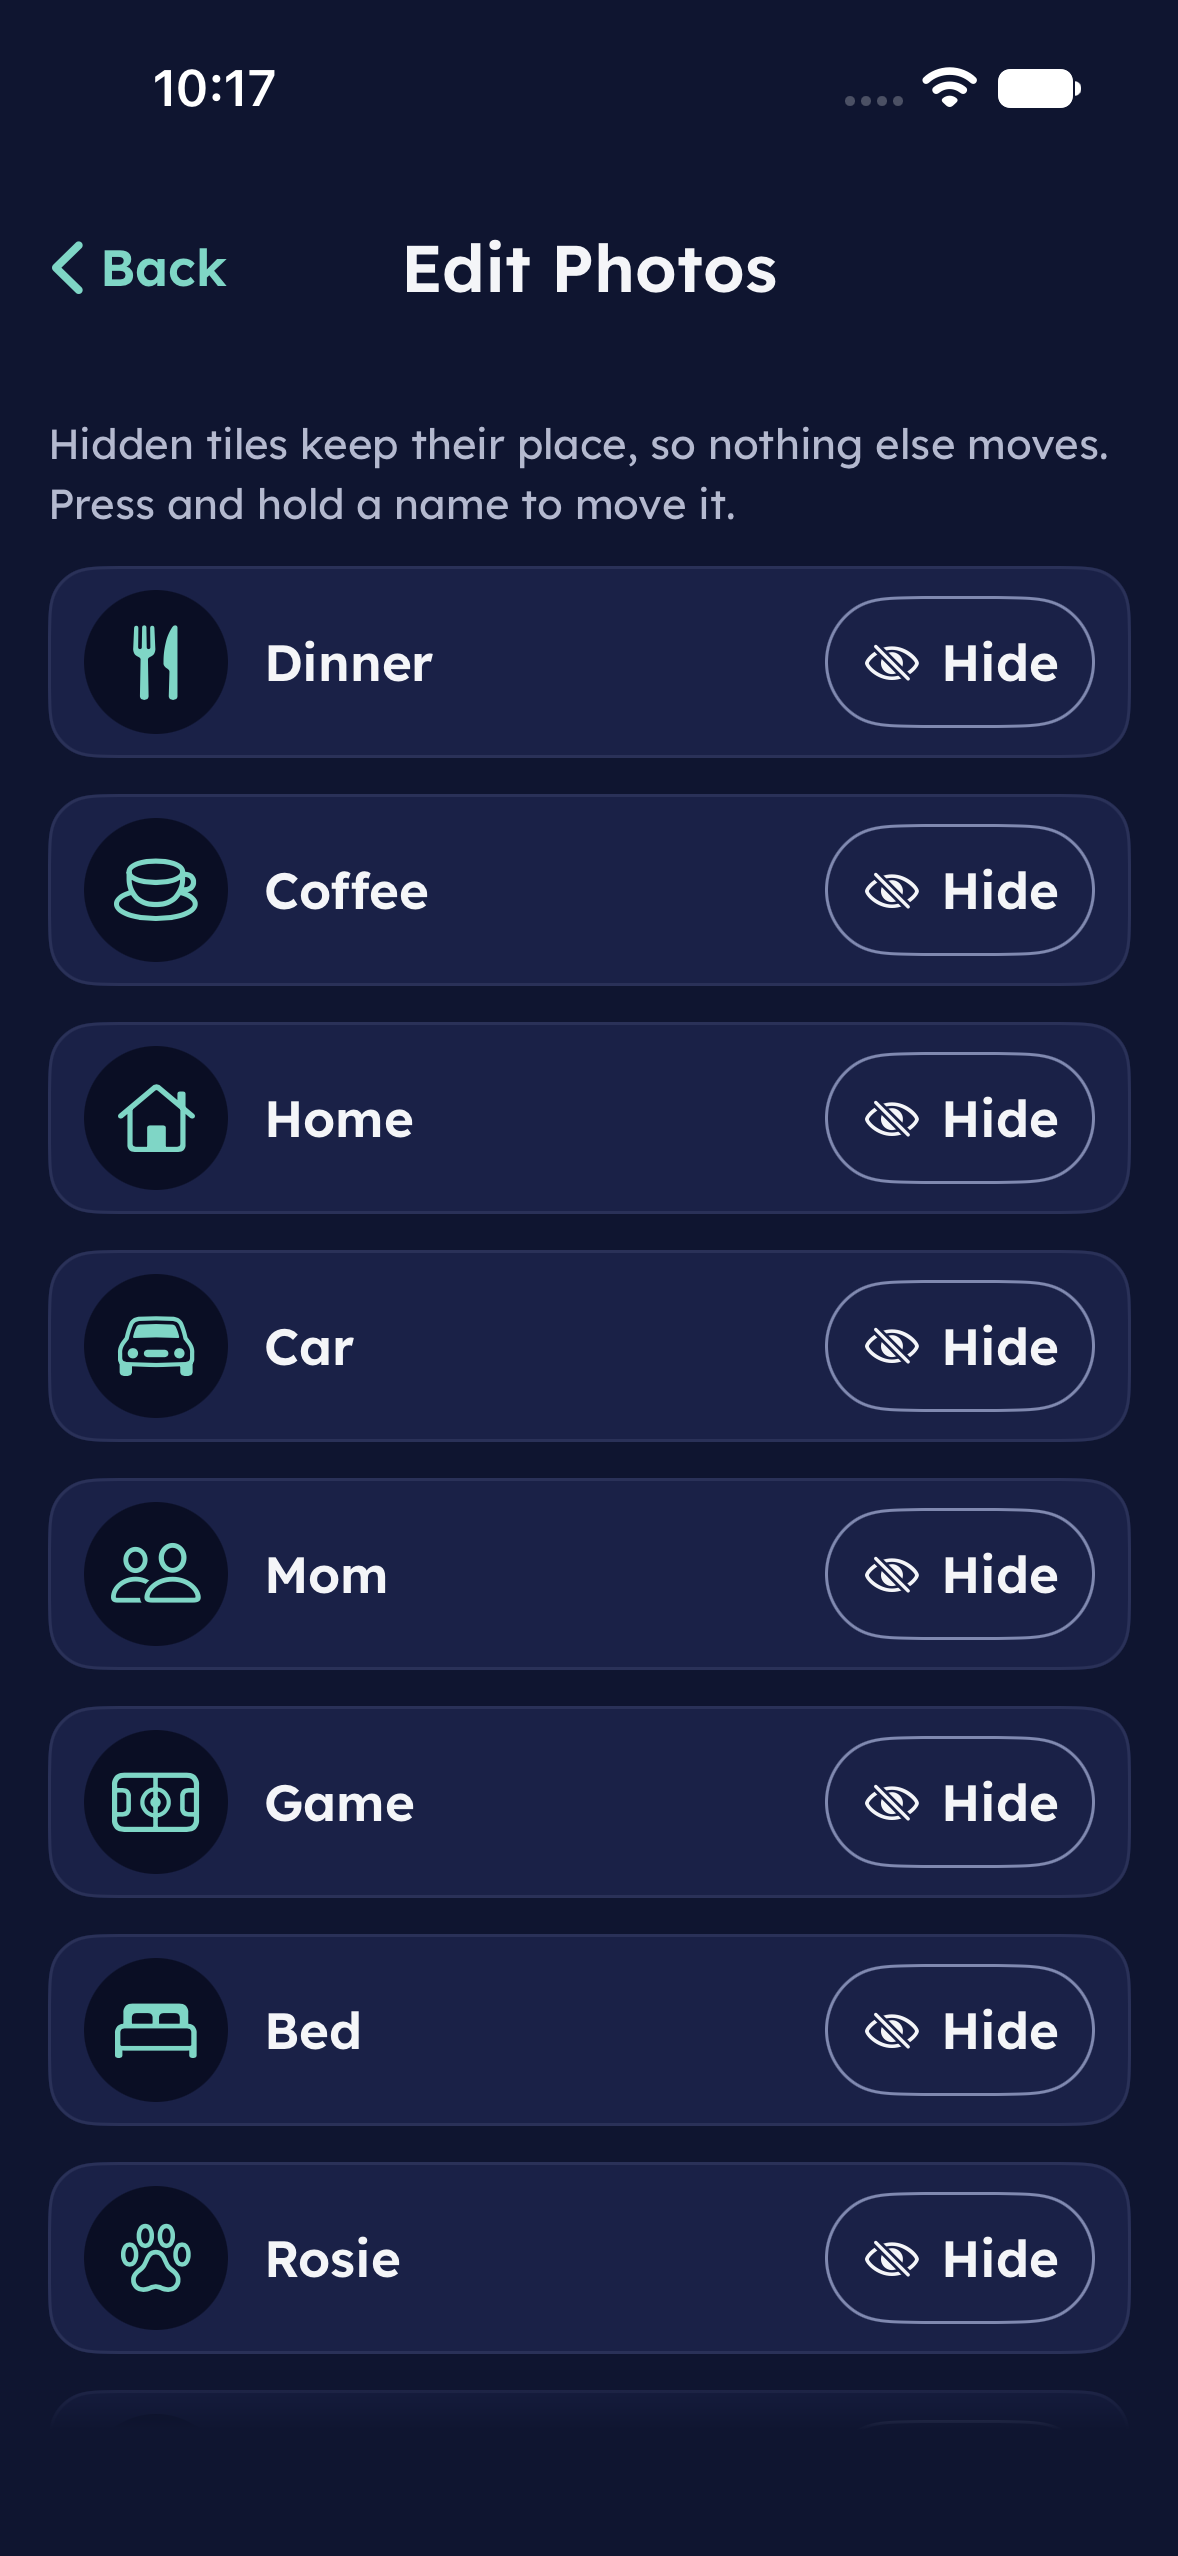 10:17
Back
Edit Photos
Hidden tiles keep their place, so nothing else moves.
Press and hold a name to move it.
Dinner
Hide
Coffee
Hide
Home
Hide
Car
Hide
Mom
Hide
Game
Hide
Bed
Hide
Rosie
Hide